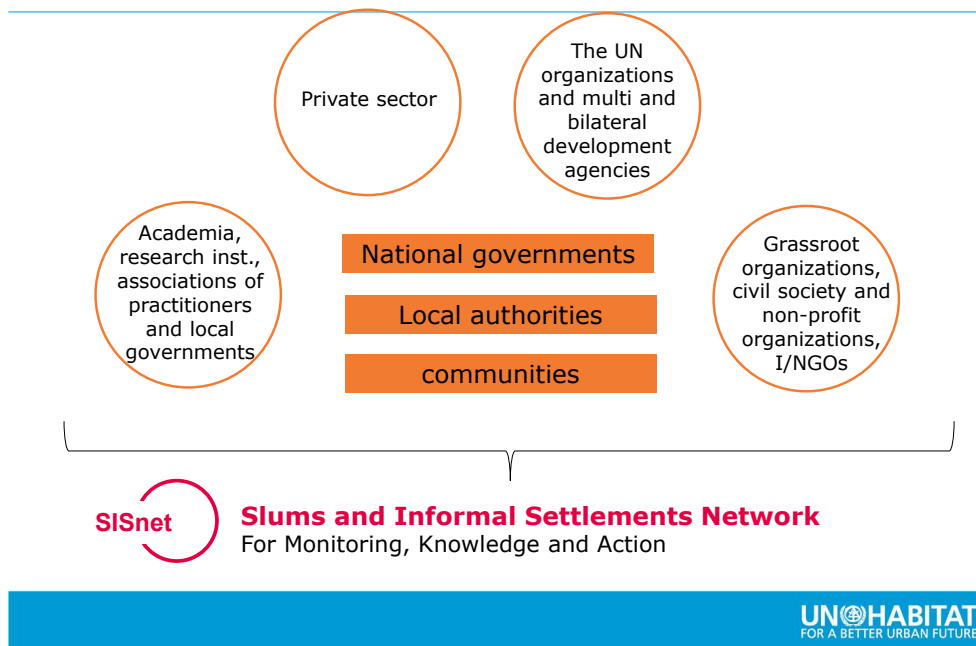 Private sector
The UN
organizations
and multi and
bilateral
development
agencies
Academia,
research inst.,
associations of
practitioners
and local
governments
National governments
Local authorities
communities
Grassroot
organizations,
civil society and
non-profit
organizations,
I/NGOs
SISnet
Slums and Informal Settlements Network
For Monitoring, Knowledge and Action
UN HABITAT
FOR A BETTER URBAN FUTURE